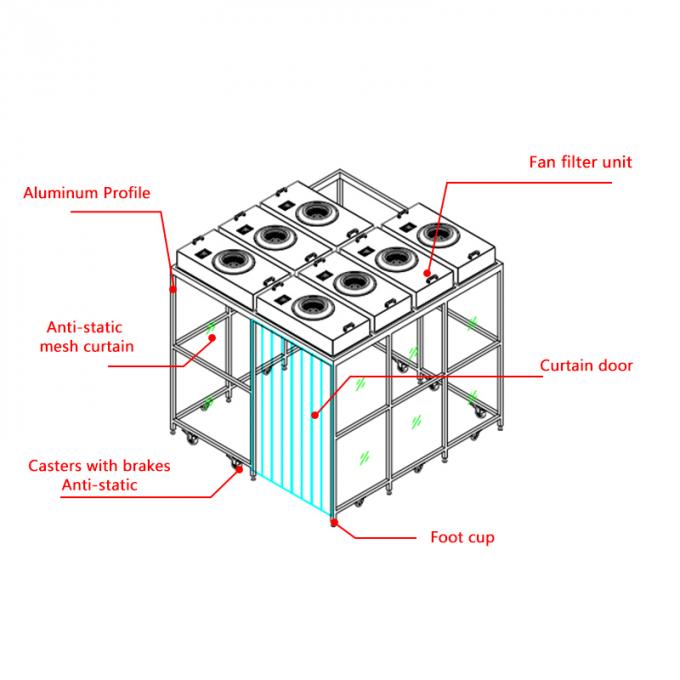 Fan filter unit
Aluminum Profile
Anti-static
mesh curtain
Curtain door
Casters with brakes
Anti-static
Foot cup